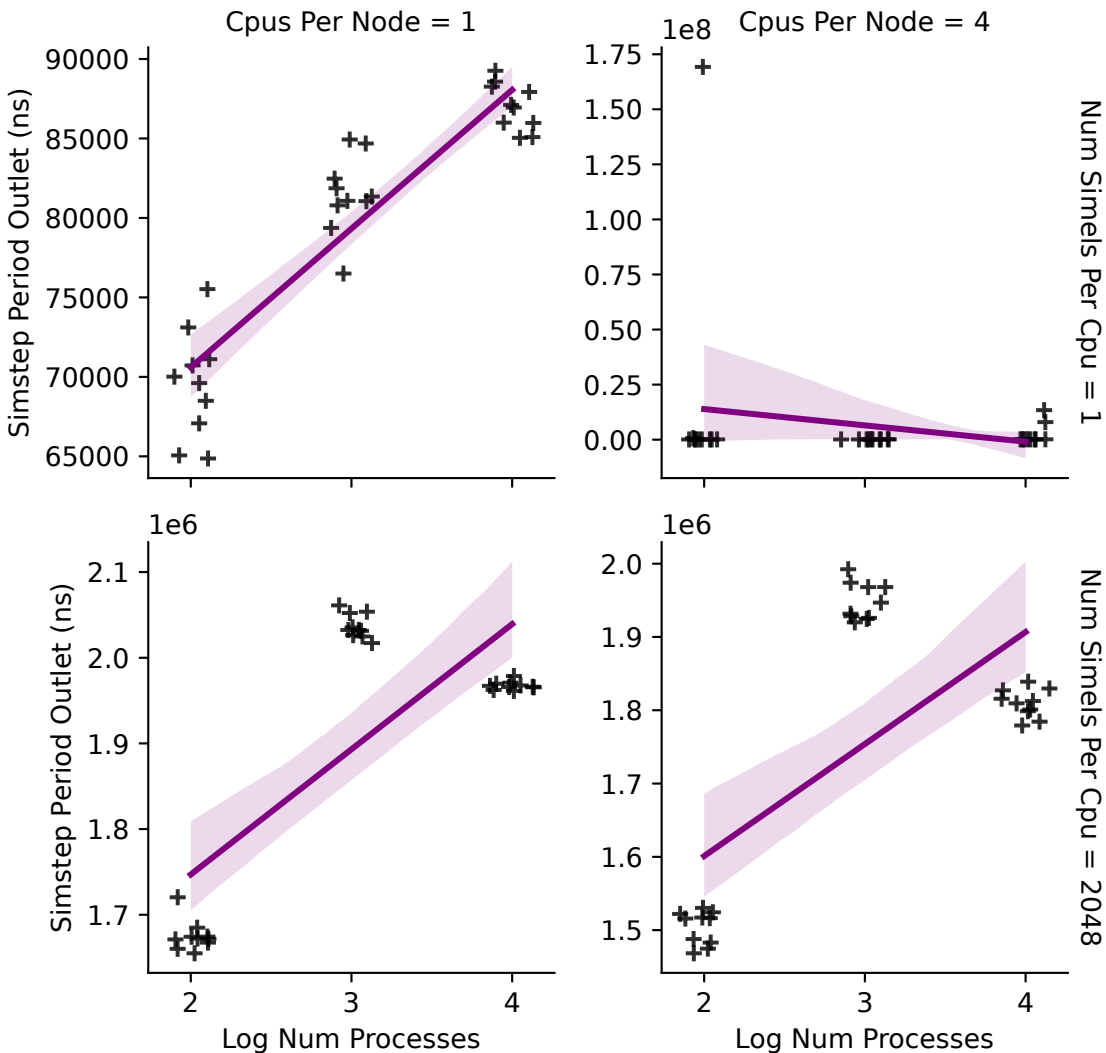 Cpus Per Node = 1
Cpus Per Node = 4
Simstep Period Outlet (ns)
90000
85000
80000
75000
70000
65000
1e8
1.75
1.50
1.25
1.00
0.75
0.50
0.25
0.00
Num Simels Per Cpu = 1
Simstep Period Outlet (ns)
1e6
2.1
2.0
1.9
1.8
1.7
2
3
4
Log Num Processes
1e6
2.0
1.9
1.8
1.7
1.6
1.5
2
3
4
Log Num Processes
Num Simels Per Cpu = 2048